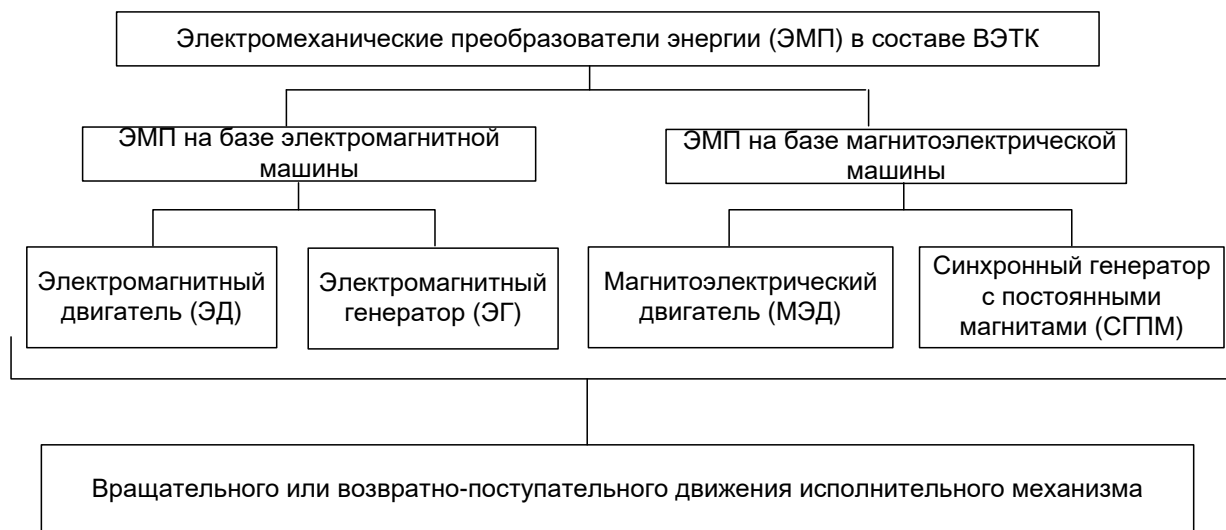 Электромеханические преобразователи энергии (ЭМП) в составе ВЭТК
ЭМП на базе электромагнитной
машины
ЭМП на базе магнитоэлектрической
машины
Электромагнитный
двигатель (ЭД)
Электромагнитный
генератор (ЭГ)
Магнитоэлектрический
двигатель (МЭД)
Синхронный генератор
с постоянными
магнитами (СГПМ)
Вращательного или возвратно-поступательного движения исполнительного механизма